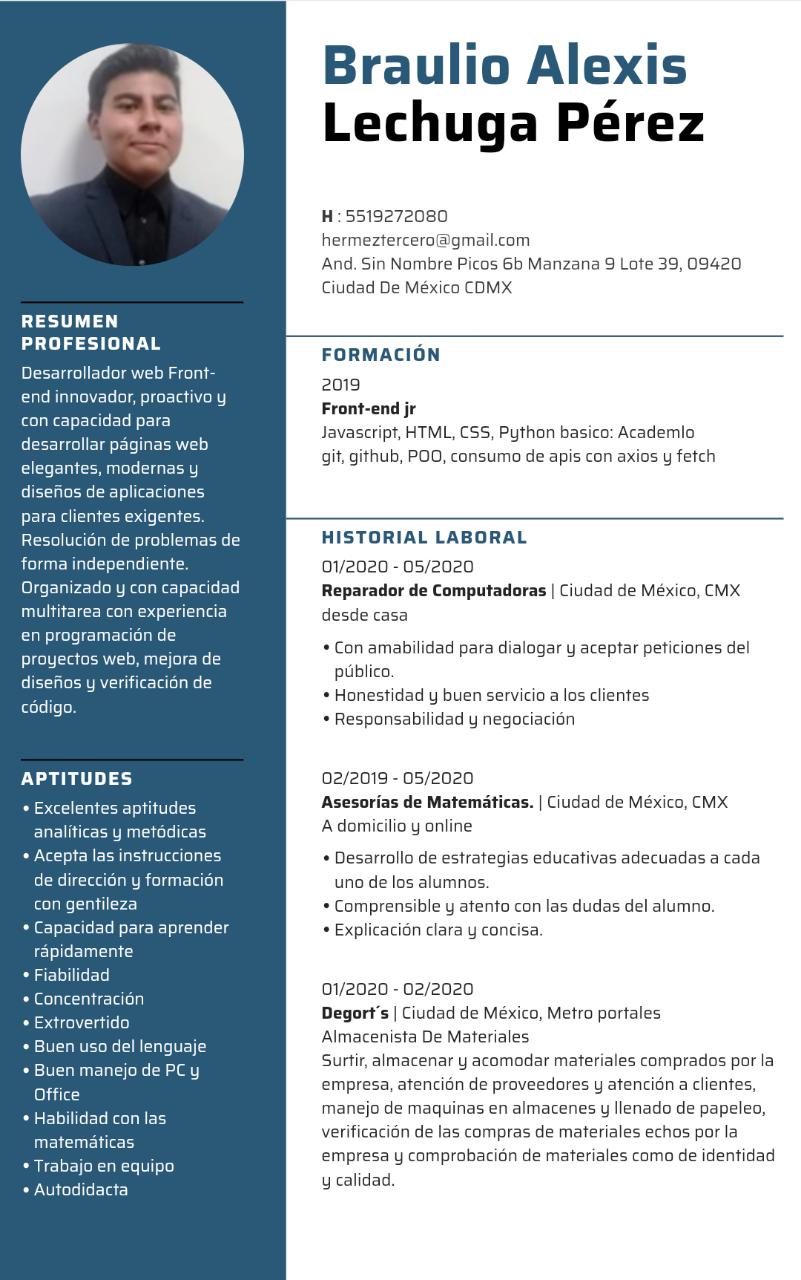 Braulio Alexis
Lechuga Pérez
H : 5519272080
hermeztercero@gmail.com
And. Sin Nombre Picos 6b Manzana 9 Lote 39, 09420
Ciudad De México CDMX
RESUMEN
PROFESIONAL
Desarrollador web Front-
end innovador, proactivo y
con capacidad para
desarrollar páginas web
elegantes, modernas y
diseños de aplicaciones
para clientes exigentes.
Resolución de problemas de
forma independiente.
Organizado y con capacidad
multitarea con experiencia
en programación de
proyectos web, mejora de
diseños y verificación de
código.
APTITUDES
• Excelentes aptitudes
analíticas y metódicas
• Acepta las instrucciones
de dirección y formación
con gentileza
• Capacidad para aprender
rápidamente
• Fiabilidad
• Concentración
• Extrovertido
• Buen uso del lenguaje
• Buen manejo de PC y
Office
• Habilidad con las
matemáticas
• Trabajo en equipo
• Autodidacta
FORMACIÓN
2019
Front-end jr
Javascript, HTML, CSS, Python basico: Academlo
git, github, POO, consumo de apis con axios y fetch
HISTORIAL LABORAL
01/2020 - 05/2020
Reparador de Computadoras | Ciudad de México, CMX
desde casa
• Con amabilidad para dialogar y aceptar peticiones del
público.
• Honestidad y buen servicio a los clientes
• Responsabilidad y negociación
02/2019 - 05/2020
Asesorías de Matemáticas. | Ciudad de México, CMX
A domicilio y online
• Desarrollo de estrategias educativas adecuadas a cada
uno de los alumnos.
• Comprensible y atento con las dudas del alumno.
• Explicación clara y concisa.
01/2020 - 02/2020
Degort´s | Ciudad de México, Metro portales
Almacenista De Materiales
Surtir, almacenar y acomodar materiales comprados por la
empresa, atención de proveedores y atención a clientes,
manejo de maquinas en almacenes y llenado de papeleo,
verificación de las compras de materiales echos por la
empresa y comprobación de materiales como de identidad
y calidad.